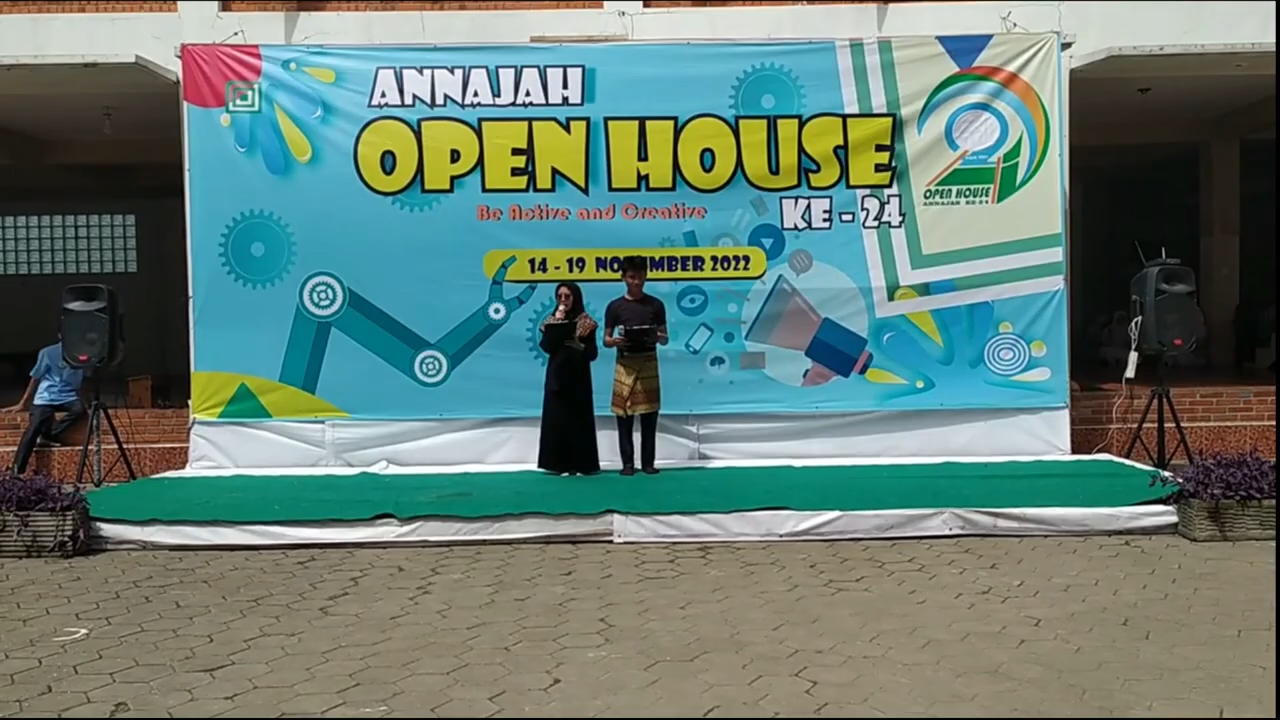 ANNAJAH
OPEN HOUSE
Be Active and Creative
KE - 24
14 - 19 NOVEMBER 2022
OPEN HOUSE
ANNAJAH KE-24